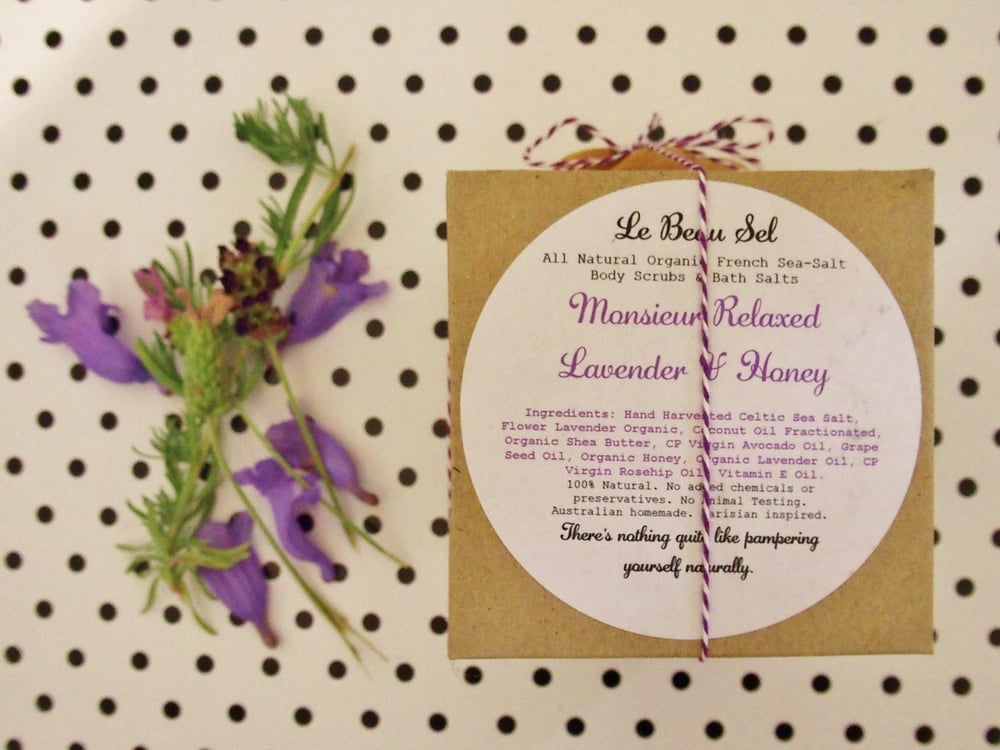 Le Beau Sel
All Natural Organic French Sea-Salt
Body Scrubs & Bath Salts
Monsieur Relaxed
Lavender & Honey
Ingredients: Hand Harvested Celtic Sea Salt,
Flower Lavender Organic, Coconut Oil Fractionated,
Organic Shea Butter, CP Virgin Avocado Oil, Grape
Seed Oil, Organic Honey, Organic Lavender Oil, CP
Virgin Rosehip Oil, Vitamin E Oil.
100% Natural. No added chemicals or
preservatives. No Animal Testing.
Australian homemade. Parisian inspired.
There's nothing quite like pampering
yourself naturally.